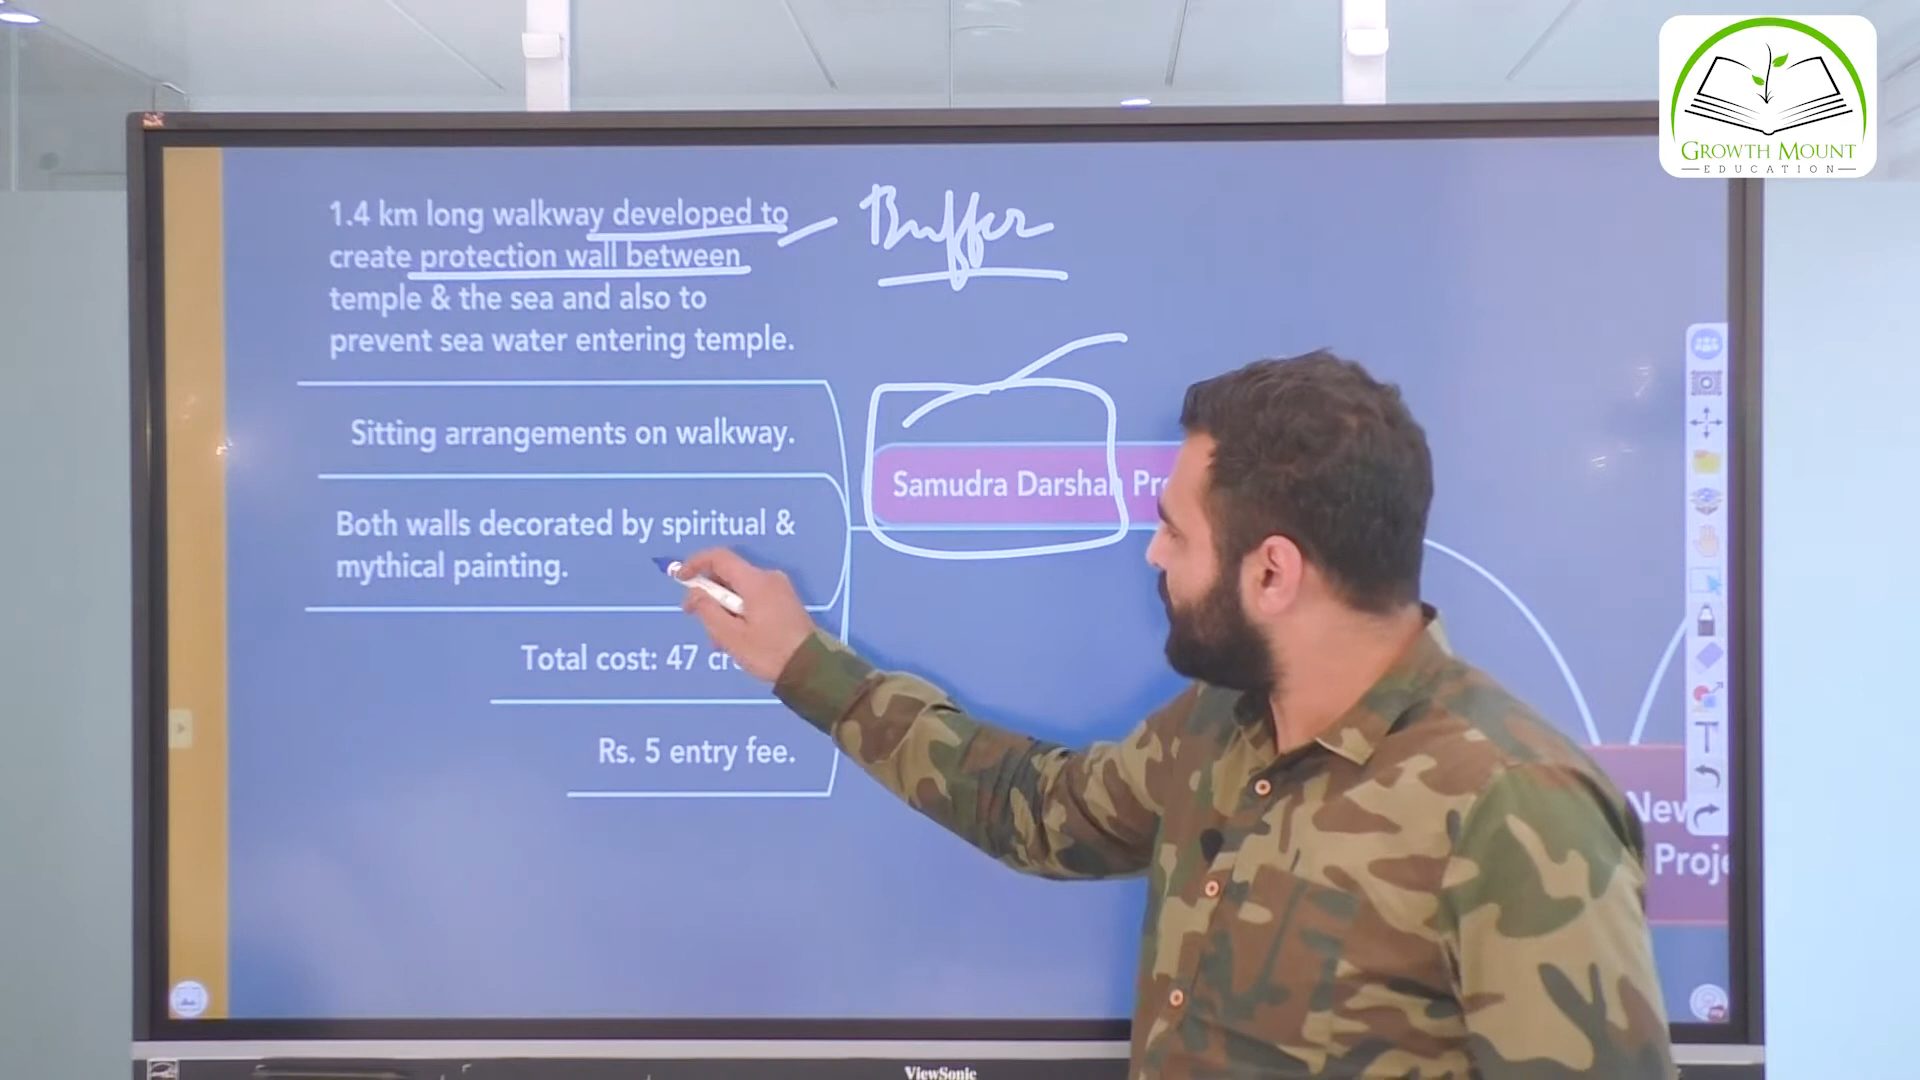 GROWTH MOUNT
EDUCATION
1.4 km long walkway developed to
create protection wall between
temple & the sea and also to
prevent sea water entering temple.
Buffer
Sitting arrangements on walkway.
Samudra Darshan
Both walls decorated by spiritual &
mythical painting.
Total cost: 47
Rs. 5 entry fee.
New
ViewSonic